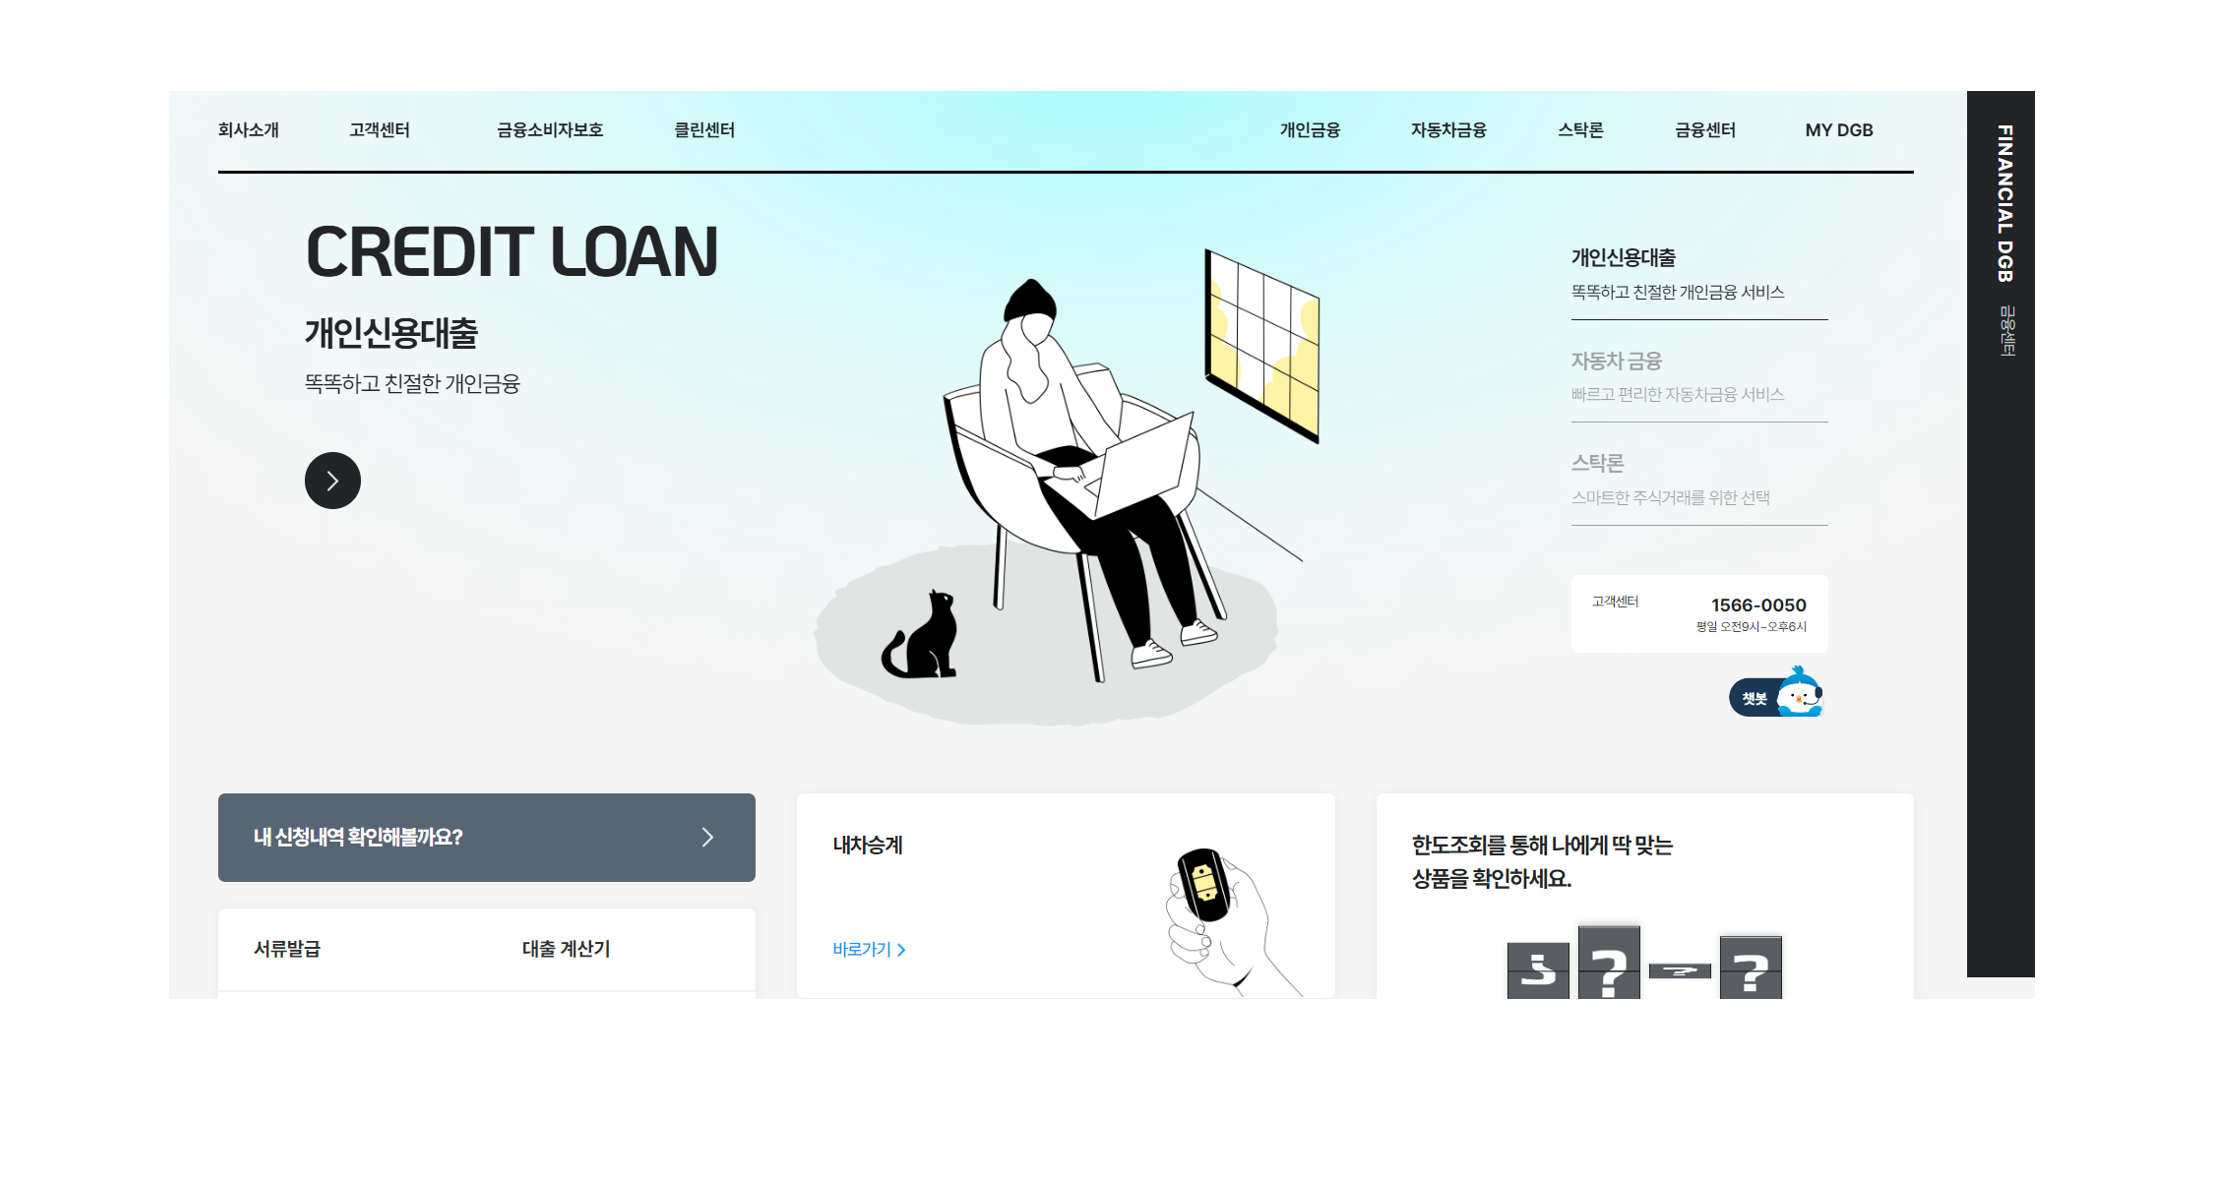 회사소개
고객센터
금융소비자보호
클린센터
개인금융
자동차금융
스탁론
금융센터
MY DGB
FINANCIAL DGB
금융센터
CREDIT LOAN
개인신용대출
똑똑하고 친절한 개인금융
개인신용대출
똑똑하고 친절한 개인금융 서비스
자동차 금융
빠르고 편리한 자동차금융 서비스
스탁론
스마트한 주식거래를 위한 선택
고객센터
1566-0050
평일 오전9시~오후6시
챗봇
내 신청내역 확인해볼까요?
서류발급
대출 계산기
내차승계
바로가기
한도조회를 통해 나에게 딱 맞는
상품을 확인하세요.
? ? ? ?